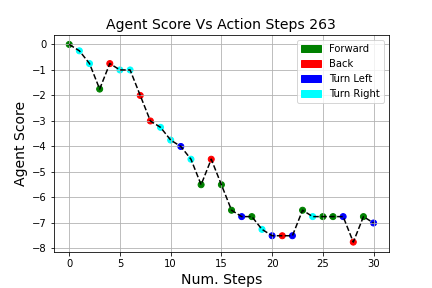 Agent Score Vs Action Steps 263
Forward
Back
Turn Left
Turn Right
0
−1
−2
−3
−4
−5
−6
−7
−8
Agent Score
0 5 10 15 20 25 30
Num. Steps